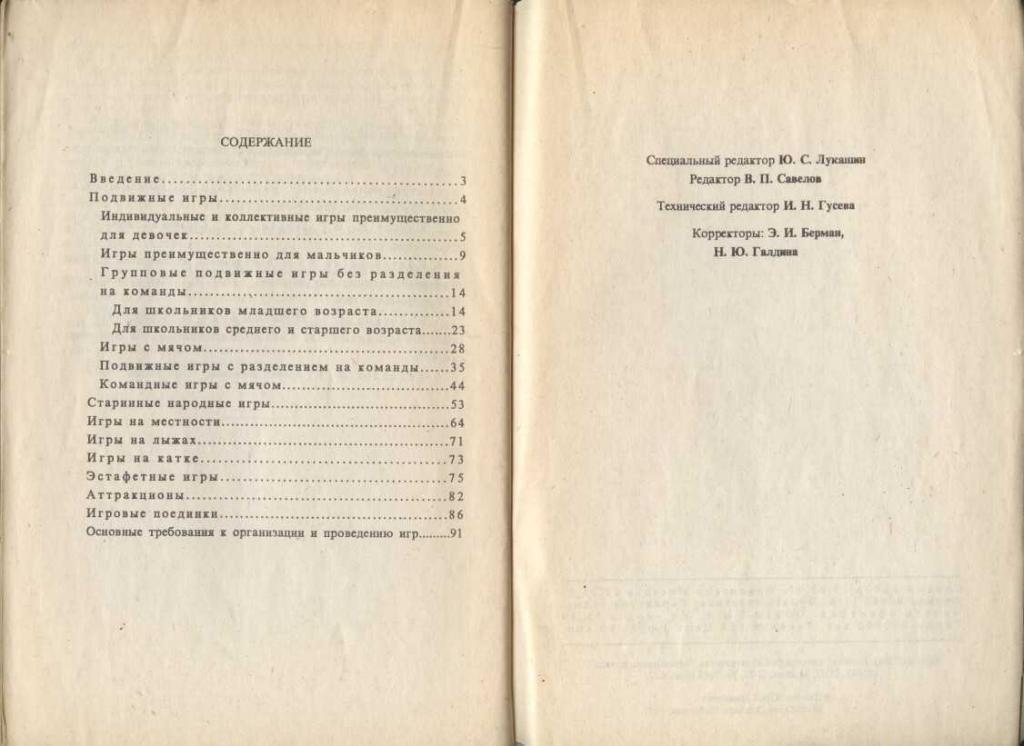 СОДЕРЖАНИЕ
Введение..........................................3
Подвижные игры..................................4
Индивидуальные и коллективные игры преимущественно
для девочек.......................................5
Игры преимущественно для мальчиков...........9
Групповые подвижные игры без разделения
на команды.......................................14
Для школьников младшего возраста.............14
Для школьников среднего и старшего возраста.......23
Игры с мячом.....................................28
Подвижные игры с разделением на команды......35
Командные игры с мячом.........................44
Старинные народные игры........................53
Игры на местности...............................64
Игры на лыжах...................................71
Игры на катке....................................73
Эстафетные игры.................................75
Аттракционы.....................................82
Игровые поединки................................86
Основные требования к организации и проведению игр.........91
Специальный редактор Ю. С. Лукашин
Редактор В. П. Савелов
Технический редактор И. Н. Гусева
Корректоры: Э. И. Берман,
Н. Ю. Галдина